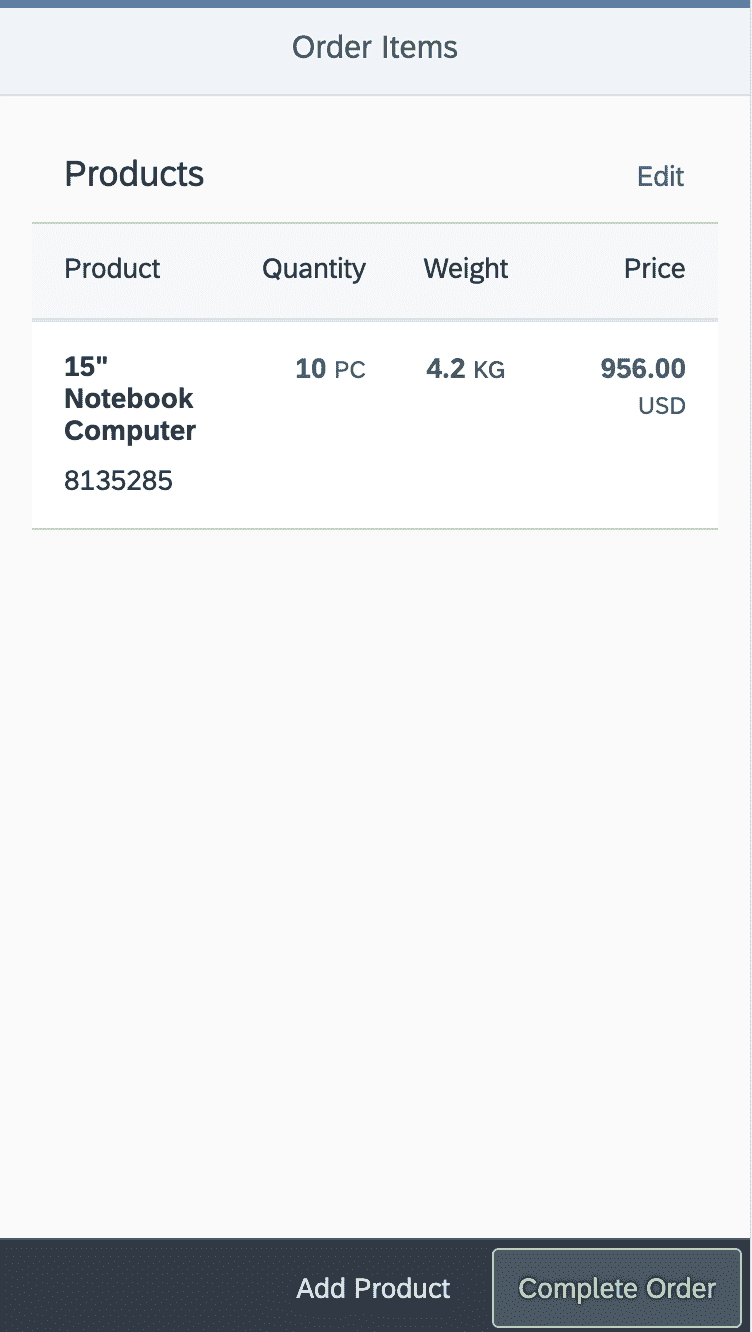 Order Items
Products Edit
Product Quantity Weight Price
15" 10 PC 4.2 KG 956.00
Notebook USD
Computer
8135285
Add Product Complete Order